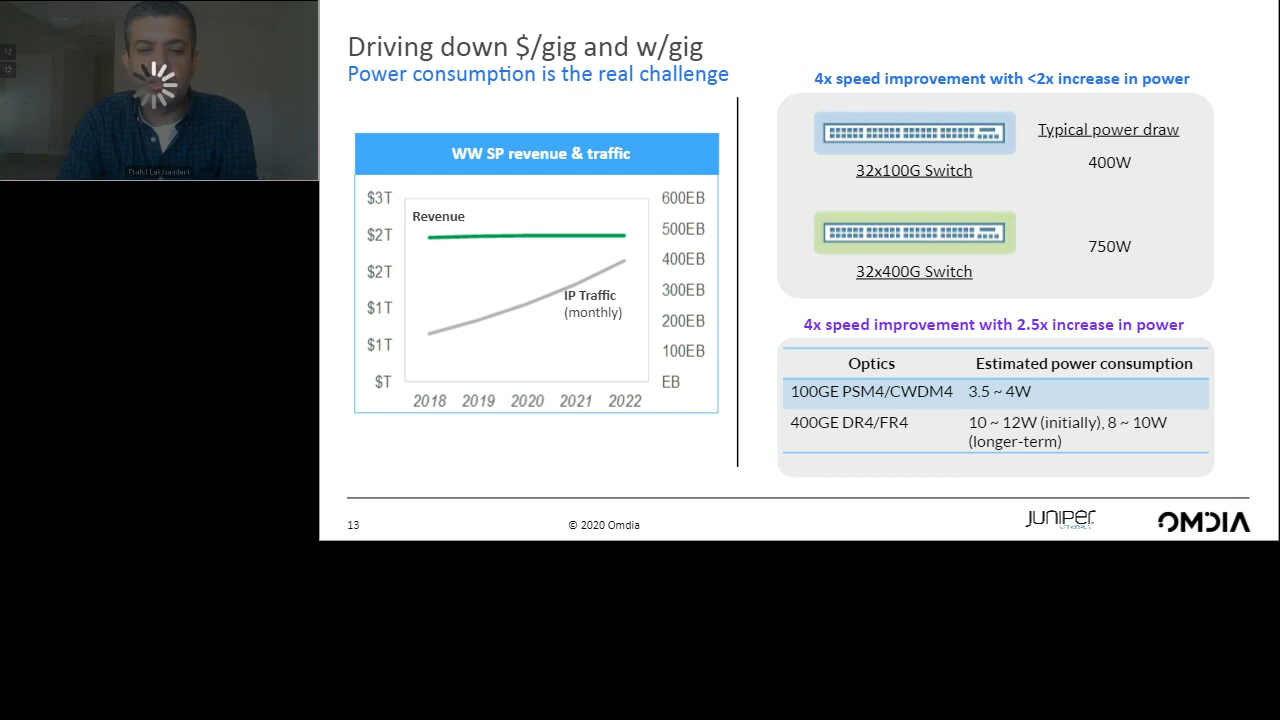 Praful Lalchandani
Driving down $/gig and w/gig
Power consumption is the real challenge
WW SP revenue & traffic
$3T
$2T
$2T
$1T
$1T
$T
600EB
500EB
400EB
300EB
200EB
100EB
EB
Revenue
IP Traffic
(monthly)
2018 2019 2020 2021 2022
4x speed improvement with <2x increase in power
Typical power draw
32x100G Switch
400W
32x400G Switch
750W
4x speed improvement with 2.5x increase in power
Optics Estimated power consumption
100GE PSM4/CWDM4 3.5 ~ 4W
400GE DR4/FR4 10 ~ 12W (initially), 8 ~ 10W
(longer-term)
13
© 2020 Omdia
JUNIPER
NETWORKS
OMDIA